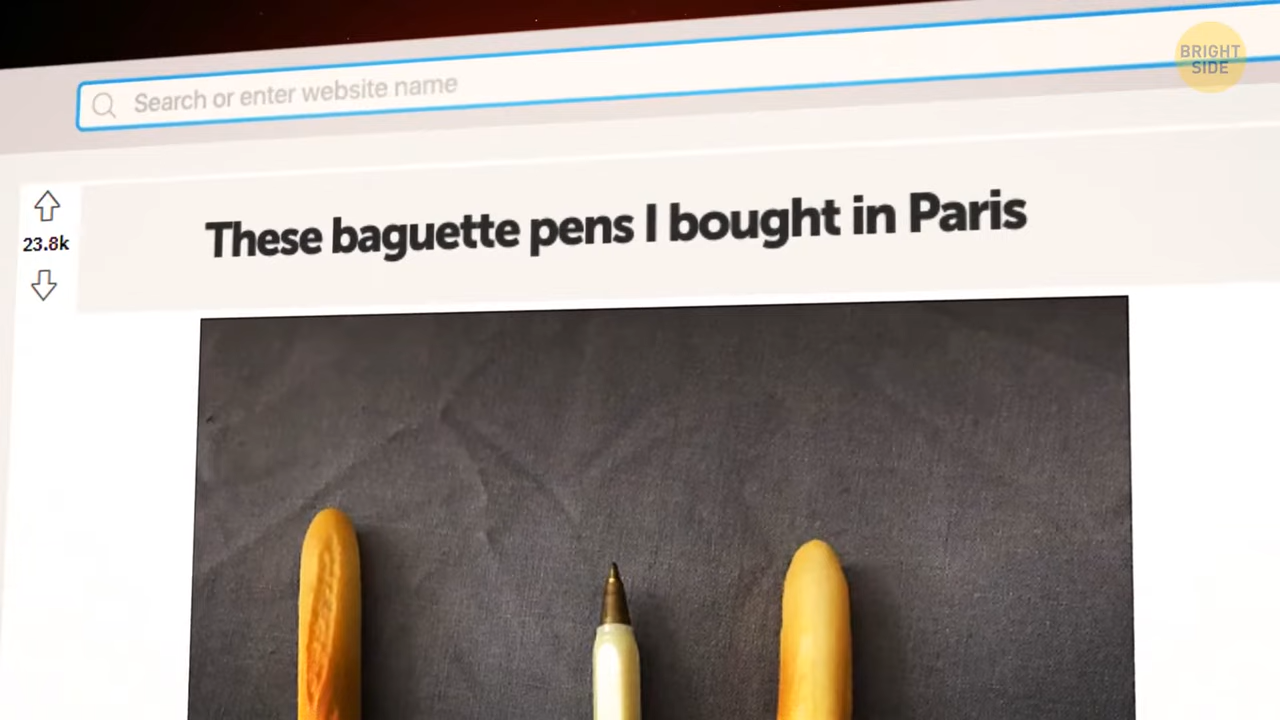 BRIGHT
SIDE
Search or enter website name
23.8k
These baguette pens I bought in Paris